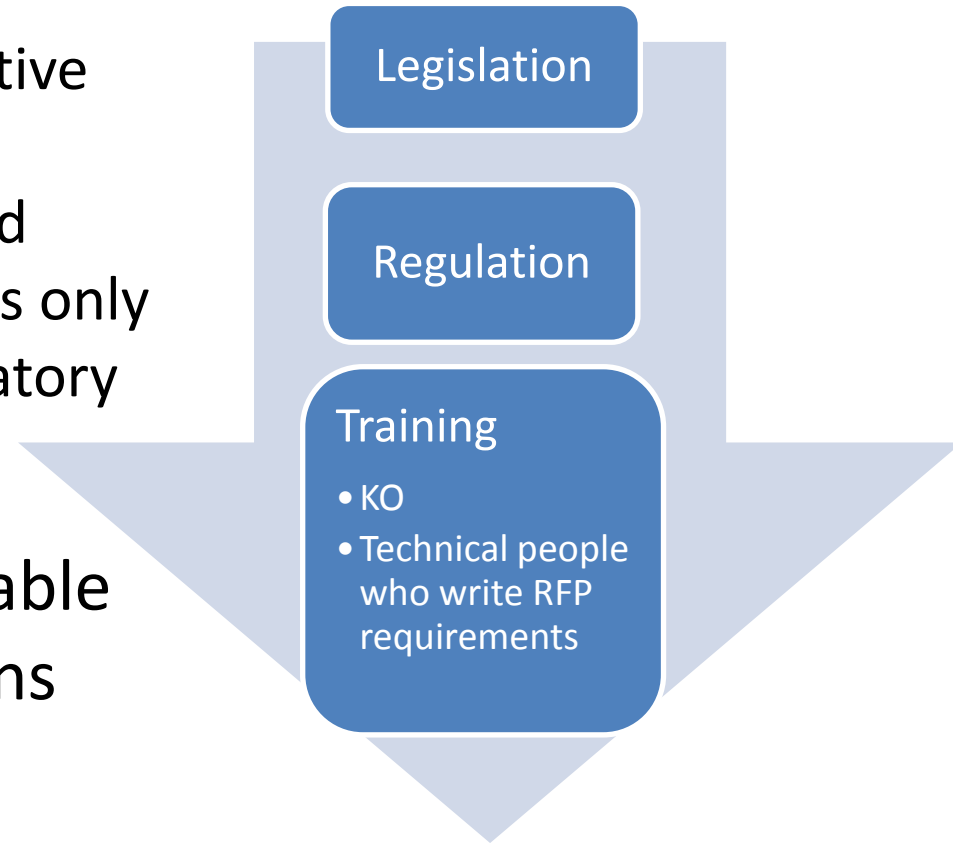 tive
d
s only
atory
able
ns
Legislation
Regulation
Training
• KO
• Technical people
who write RFP
requirements